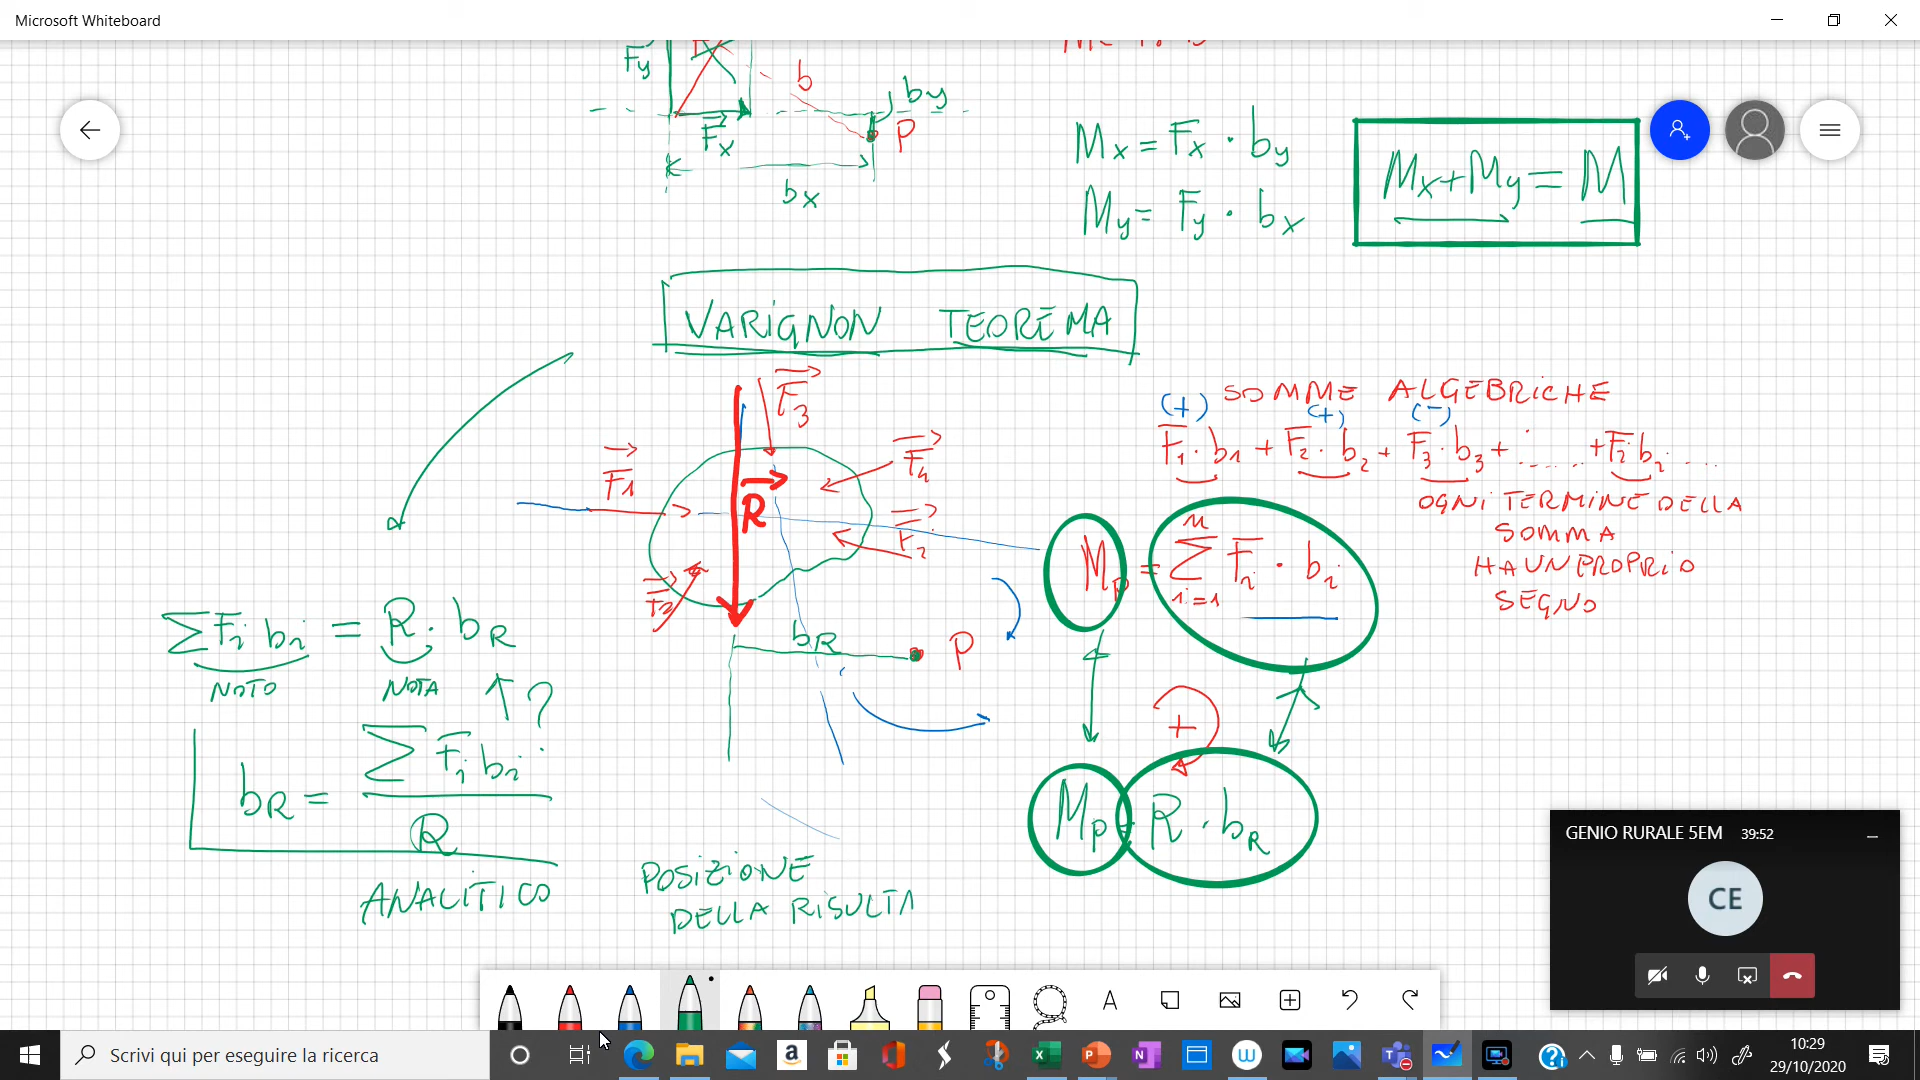 Microsoft Whiteboard
Fy
b
by
Fx
P
bx
Mx = Fx · by
My = Fy · bx
Mx+My = M
VARIGNON TEOREMA
F3
F1
F4
R
F2
bR
P
SOMME ALGEBRICHE
(+) (+) (-)
F1 · b1 + F2 · b2 + F3 · b3 + ...... + Fi bi ....
OGNI TERMINE DELLA
SOMMA
HA UN PROPRIO
SEGNO
Mp = ∑ Fi · bi
n
i=1
+
Mp = R · bR
∑ Fi bi = R · bR
NOTO NOTA ?
bR = ∑ Fi bi
R
ANALITICO
POSIZIONE
DELLA RISULTA
GENIO RURALE 5EM 39:52
CE
Scrivi qui per eseguire la ricerca
10:29
29/10/2020